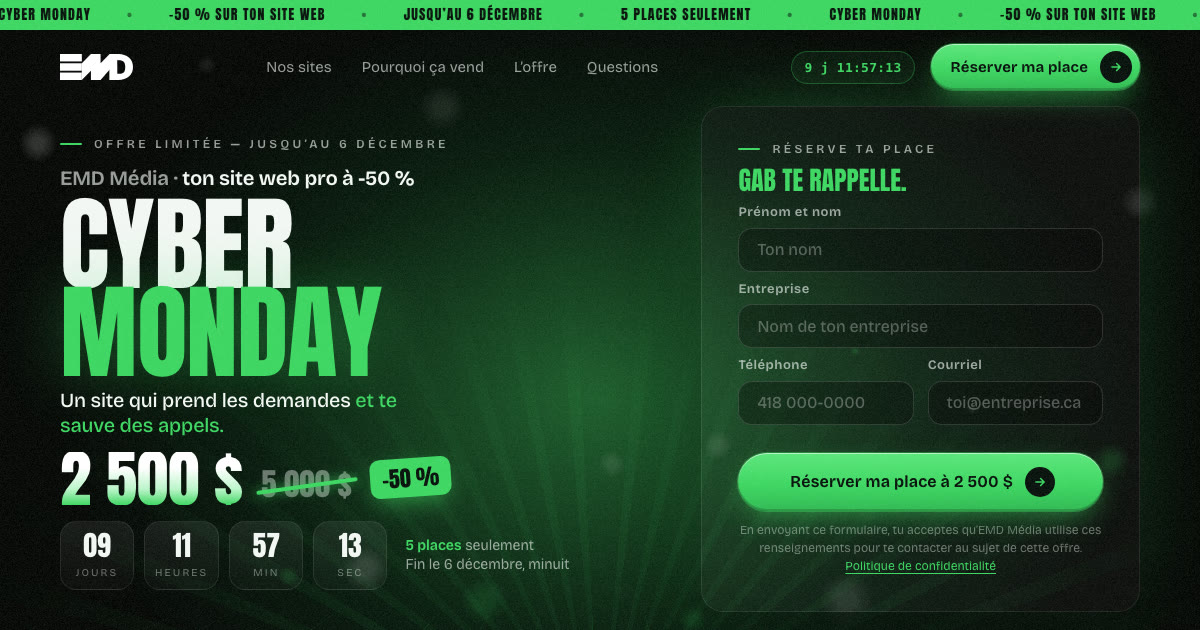 CYBER MONDAY • -50 % SUR TON SITE WEB • JUSQU'AU 6 DÉCEMBRE • 5 PLACES SEULEMENT • CYBER MONDAY • -50 % SUR TON SITE WEB •
EMD
Nos sites
Pourquoi ça vend
L'offre
Questions
9 j 11:57:13
Réserver ma place
OFFRE LIMITÉE — JUSQU'AU 6 DÉCEMBRE
EMD Média · ton site web pro à -50 %
CYBER
MONDAY
Un site qui prend les demandes et te
sauve des appels.
2 500 $ 5 000 $ -50 %
09
JOURS
11
HEURES
57
MIN
13
SEC
5 places seulement
Fin le 6 décembre, minuit
RÉSERVE TA PLACE
GAB TE RAPPELLE.
Prénom et nom
Ton nom
Entreprise
Nom de ton entreprise
Téléphone
418 000-0000
Courriel
toi@entreprise.ca
Réserver ma place à 2 500 $
En envoyant ce formulaire, tu acceptes qu'EMD Média utilise ces
renseignements pour te contacter au sujet de cette offre.
Politique de confidentialité